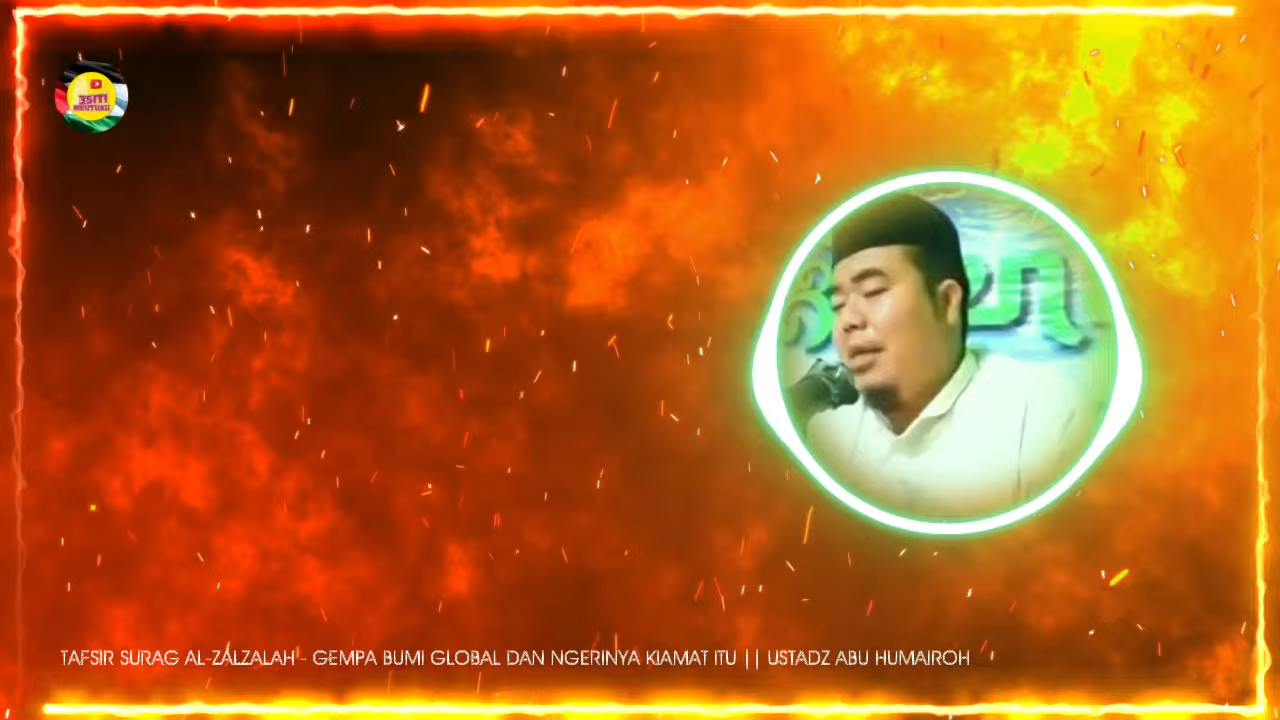 TAFSIR SURAG AL-ZALZALAH - GEMPA BUMI GLOBAL DAN NGERINYA KIAMAT ITU || USTADZ ABU HUMAIROH